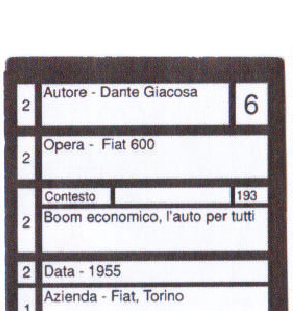 2 Autore - Dante Giacosa 6
2 Opera - Fiat 600
Contesto 193
2 Boom economico, l'auto per tutti
2 Data - 1955
1 Azienda - Fiat, Torino